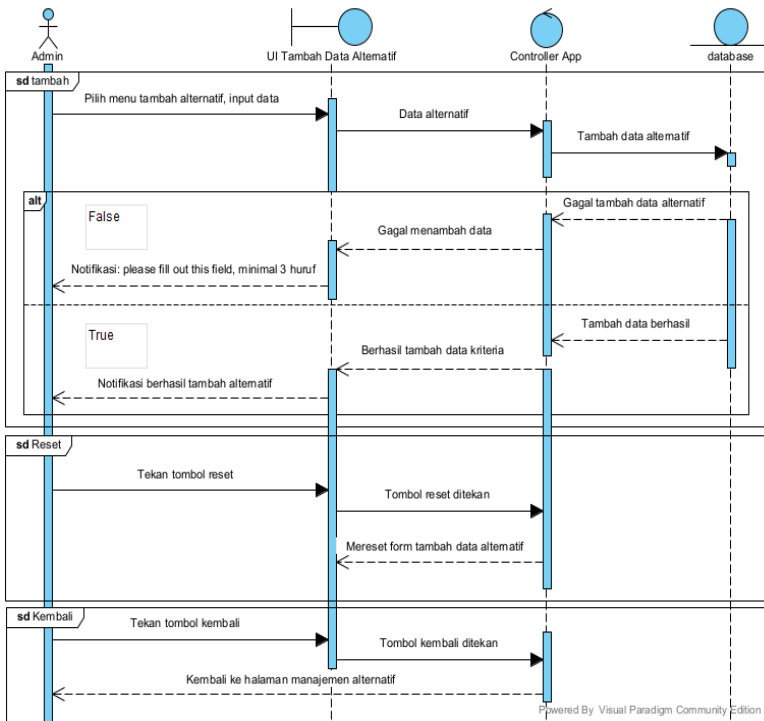 Admin
UI Tambah Data Alternatif
Controller App
database
sd tambah
Pilih menu tambah alternatif, input data
Data alternatif
Tambah data alternatif
alt
False
Gagal tambah data alternatif
Gagal menambah data
Notifikasi: please fill out this field, minimal 3 huruf
True
Tambah data berhasil
Berhasil tambah data kriteria
Notifikasi berhasil tambah alternatif
sd Reset
Tekan tombol reset
Tombol reset ditekan
Mereset form tambah data alternatif
sd Kembali
Tekan tombol kembali
Tombol kembali ditekan
Kembali ke halaman manajemen alternatif
Powered By Visual Paradigm Community Edition